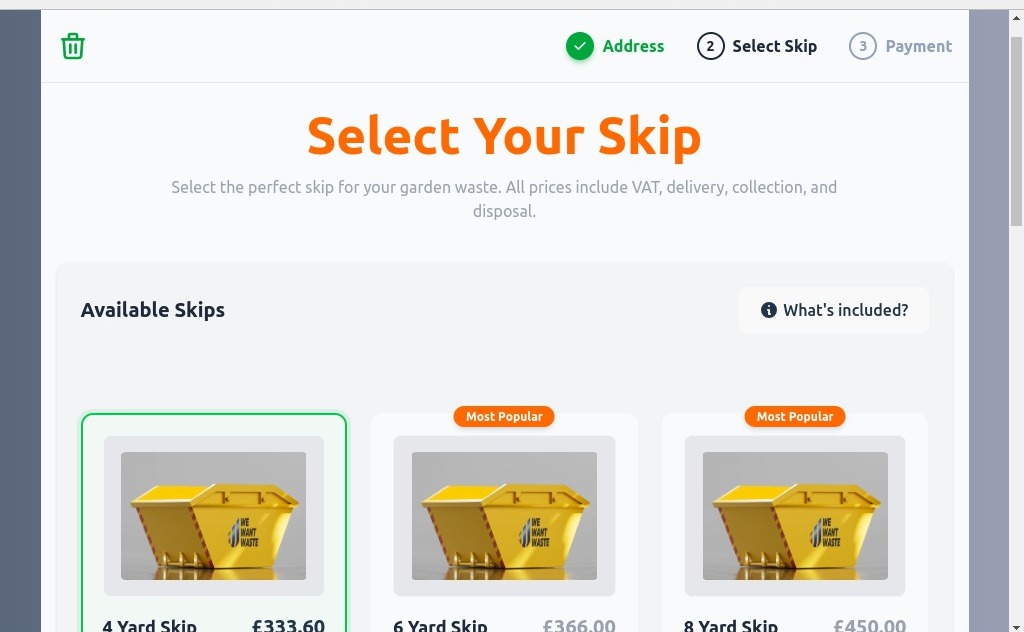 Address
2 Select Skip
3 Payment
Select Your Skip
Select the perfect skip for your garden waste. All prices include VAT, delivery, collection, and
disposal.
Available Skips
What's included?
Most Popular
Most Popular
WE
WANT
WASTE
WE
WANT
WASTE
WE
WANT
WASTE
4 Yard Skip £333.60
6 Yard Skip £366.00
8 Yard Skip £450.00